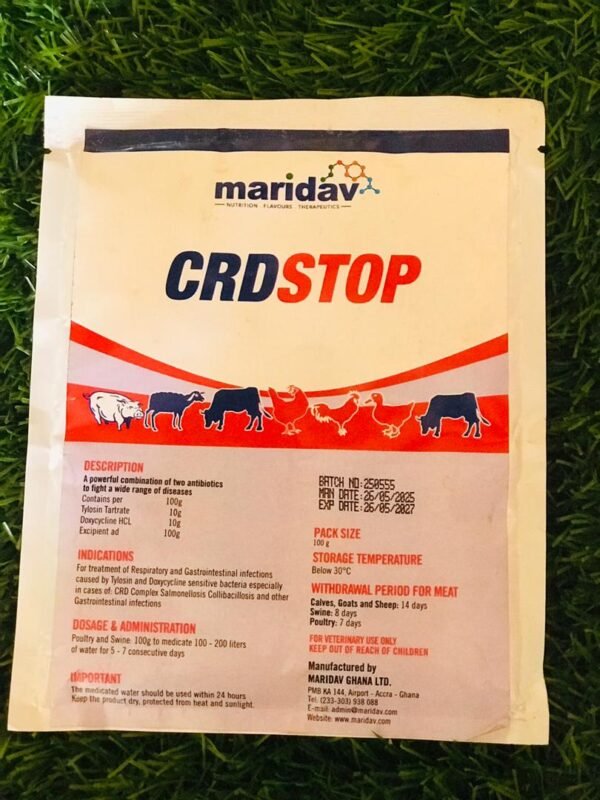 maridav
NUTRITION FLAVOURS THERAPEUTICS
CRDSTOP
DESCRIPTION
A powerful combination of two antibiotics
to fight a wide range of diseases
Contains per 100g
Tylosin Tartrate 10g
Doxycycline HCL 10g
Excipient ad 100g
INDICATIONS
For treatment of Respiratory and Gastrointestinal infections
caused by Tylosin and Doxycycline sensitive bacteria especially
in cases of: CRD Complex Salmonellosis Collibacillosis and other
Gastrointestinal infections
DOSAGE & ADMINISTRATION
Poultry and Swine: 100g to medicate 100 - 200 liters
of water for 5 - 7 consecutive days
IMPORTANT
The medicated water should be used within 24 hours
Keep the product dry, protected from heat and sunlight.
BATCH NO:250555
MAN DATE:26/05/2025
EXP DATE:26/05/2027
PACK SIZE
100 g
STORAGE TEMPERATURE
Below 30°C
WITHDRAWAL PERIOD FOR MEAT
Calves, Goats and Sheep: 14 days
Swine: 8 days
Poultry: 7 days
FOR VETERINARY USE ONLY
KEEP OUT OF REACH OF CHILDREN
Manufactured by
MARIDAV GHANA LTD.
PMB KA 144, Airport - Accra - Ghana
Tel: (233-303) 938 088
E-mail: admin@maridav.com
Website: www.maridav.com